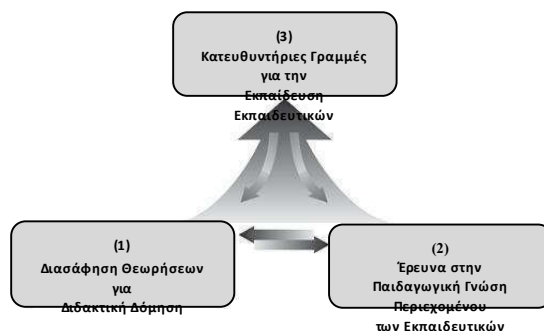 (3)
Κατευθυντήριες Γραμμές
για την
Εκπαίδευση
Εκπαιδευτικών
(1)
Διασάφηση Θεωρήσεων
για
Διδακτική Δόμηση
(2)
Έρευνα στην
Παιδαγωγική Γνώση
Περιεχομένου
των Εκπαιδευτικών